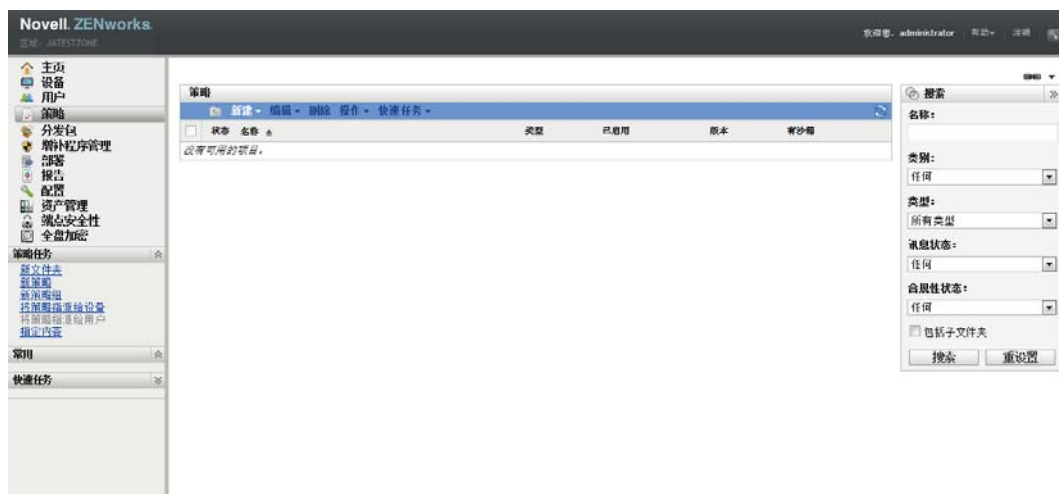 Novell. ZENworks.
区域: JATESTZONE
欢迎您, administrator 帮助 注销
主页
设备
用户
策略
分发包
增补程序管理
部署
报告
配置
资产管理
端点安全性
全盘加密
策略任务
新文件夹
新策略
新策略组
将策略指派给设备
将策略指派给用户
指定内容
常用
快速任务
策略
新建 编辑 删除 操作 快速任务
状态 名称 类型 已启用 版本 有沙箱
没有可用的项目。
搜索
名称:
类别:
任何
类型:
所有类型
讯息状态:
任何
合规性状态:
任何
包括子文件夹
搜索 重设置